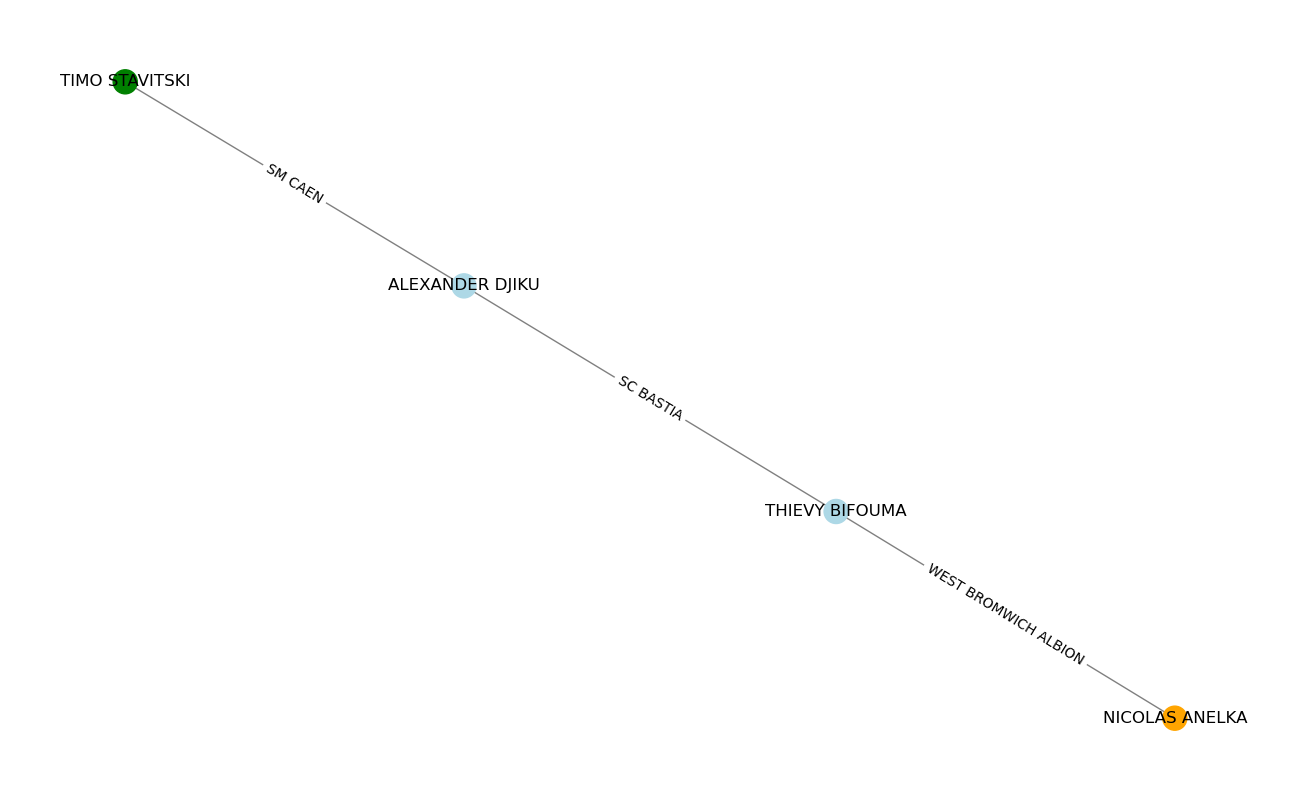 TIMO STAVITSKI
SM CAEN
ALEXANDER DJIKU
SC BASTIA
THIEVY BIFOUMA
WEST BROMWICH ALBION
NICOLAS ANELKA